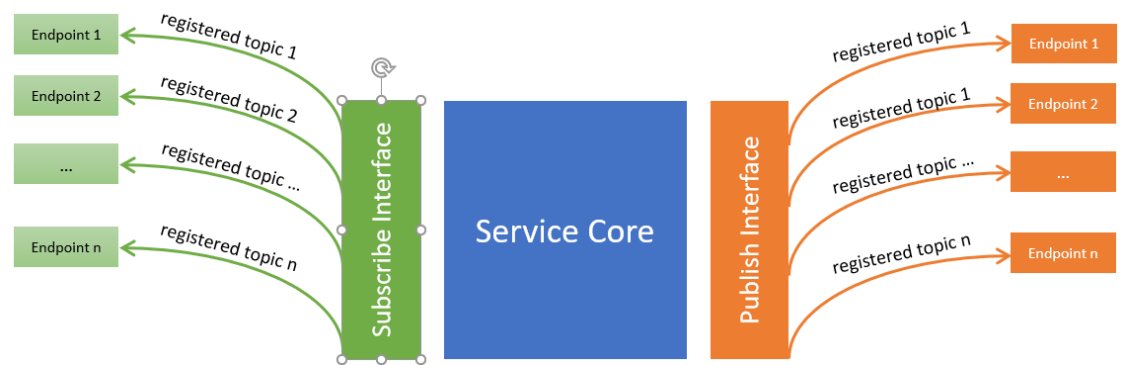 Endpoint 1
registered topic 1
Endpoint 2
registered topic 2
...
registered topic ...
Endpoint n
registered topic n
Subscribe Interface
Service Core
Publish Interface
registered topic 1
Endpoint 1
registered topic 1
Endpoint 2
registered topic ...
...
registered topic n
Endpoint n